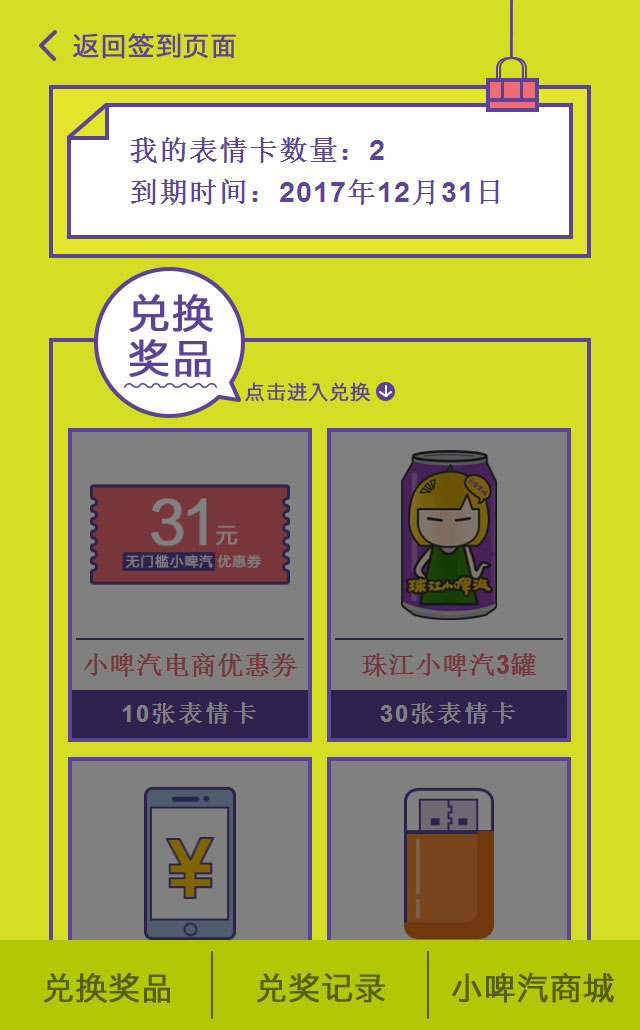 返回签到页面
我的表情卡数量：2
到期时间：2017年12月31日
兑换
奖品
点击进入兑换
31元
无门槛小啤汽优惠券
珠江小啤汽
小啤汽电商优惠券
珠江小啤汽3罐
10张表情卡
30张表情卡
¥
兑换奖品
兑奖记录
小啤汽商城